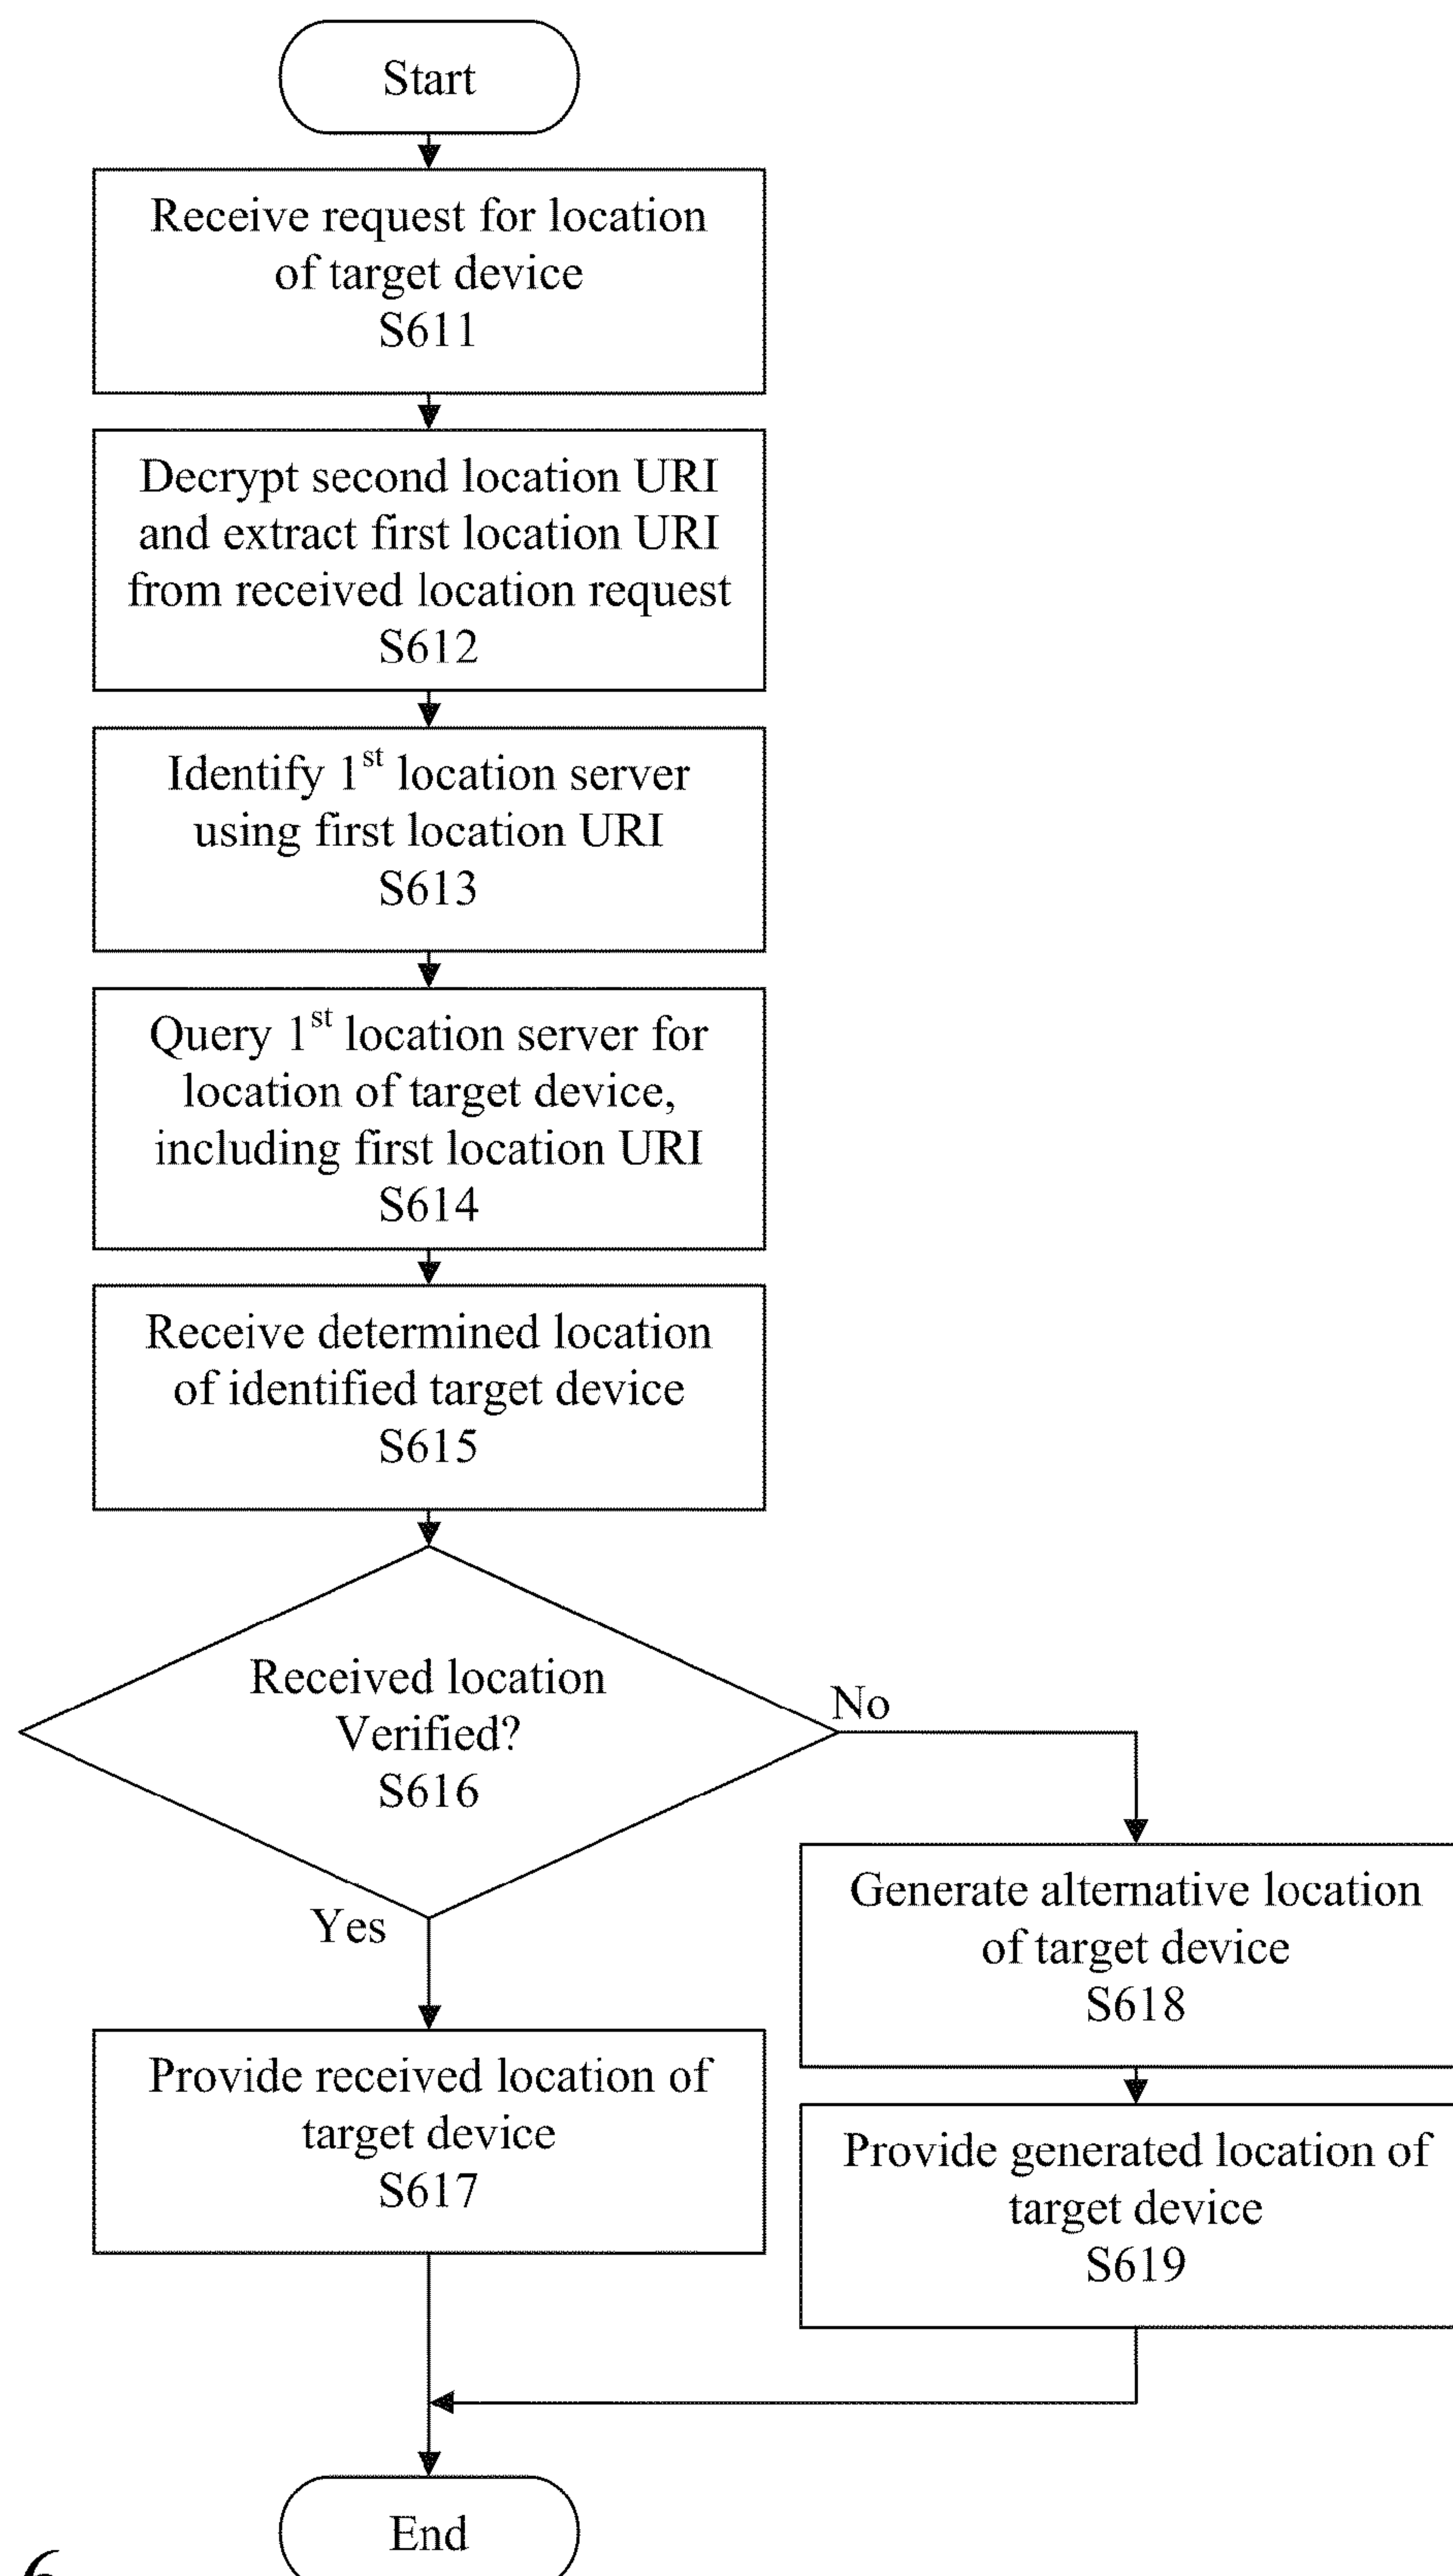 Start
Receive request for location
of target device
S611
Decrypt second location URI
and extract first location URI
from received location request
S612
Identify 1st location server
using first location URI
S613
Query 1st location server for
location of target device,
including first location URI
S614
Receive determined location
of identified target device
S615
Received location
Verified?
S616
No
Yes
Generate alternative location
of target device
S618
Provide received location of
target device
S617
Provide generated location of
target device
S619
End